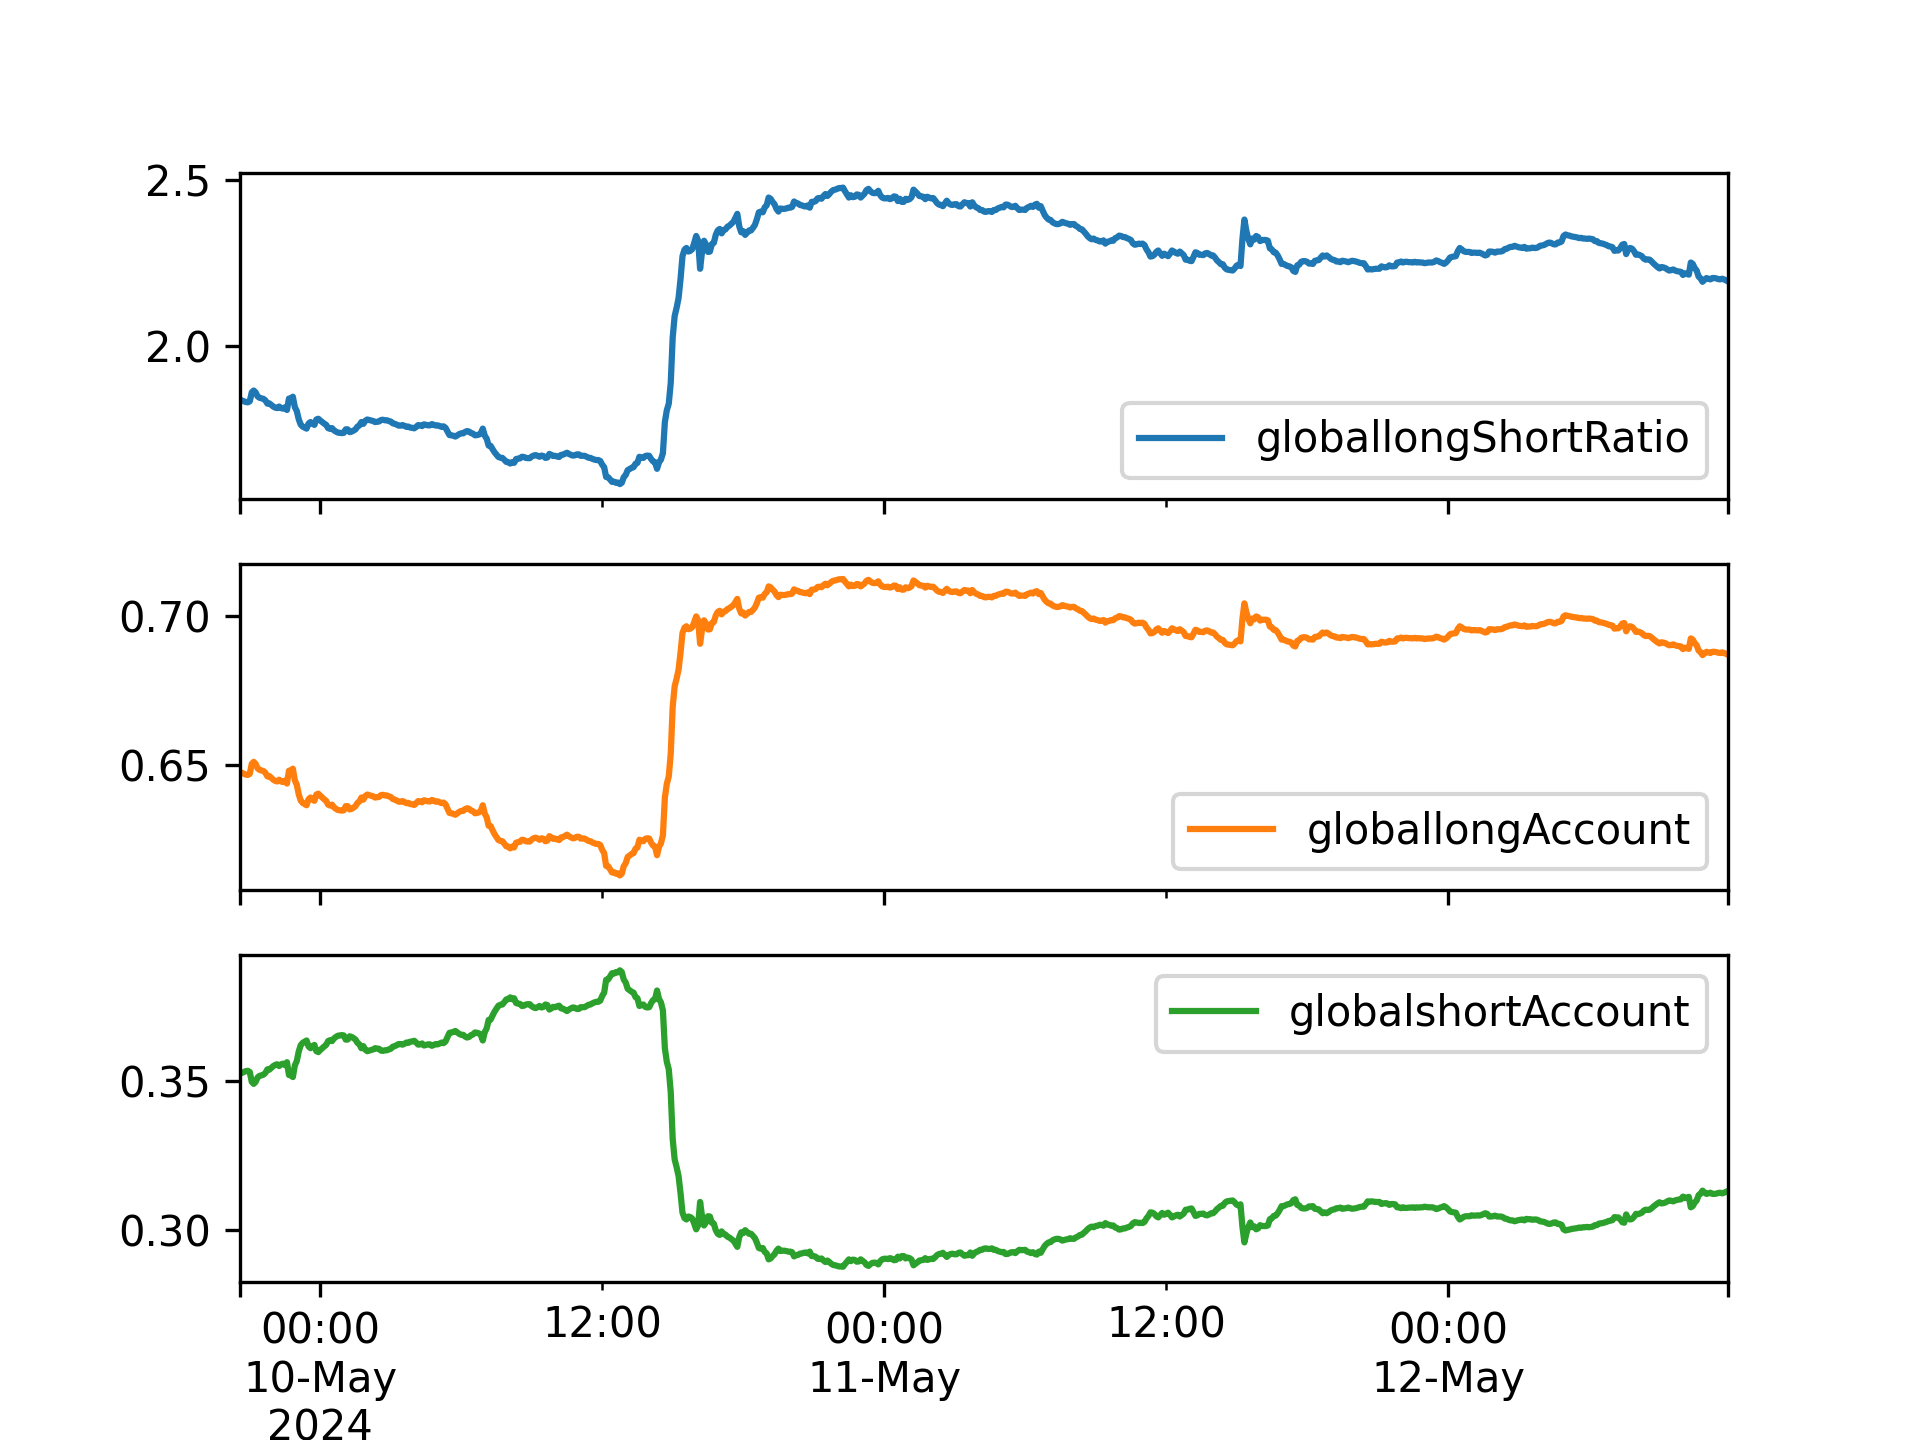 2.5
2.0
globallongShortRatio
0.70
0.65
globallongAccount
globalshortAccount
0.35
0.30
00:00 12:00 00:00 12:00 00:00
10-May 11-May 12-May
2024